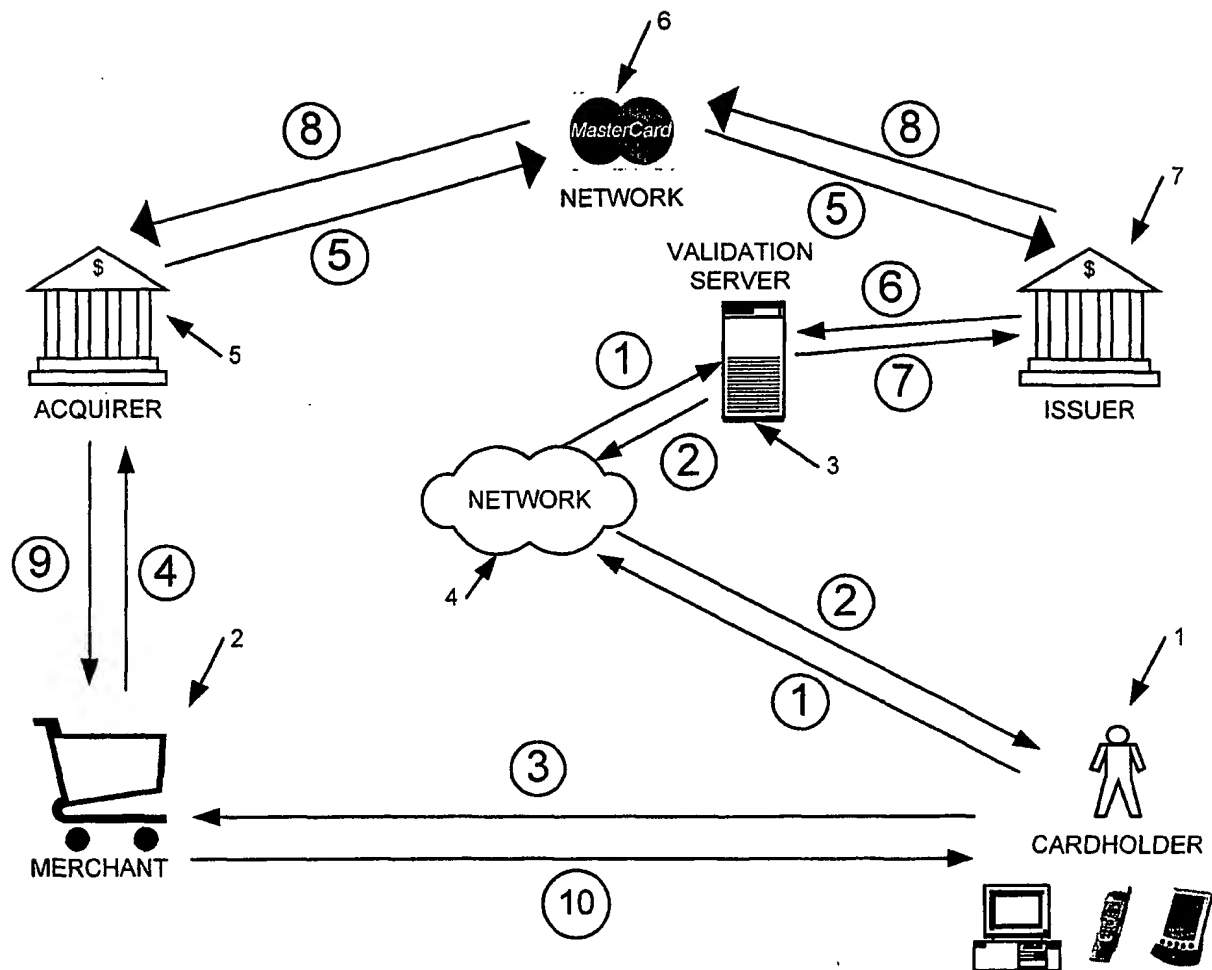 6
8
MasterCard
8
NETWORK
7
5
5
VALIDATION
SERVER
$
$
6
5
1
7
ACQUIRER
ISSUER
2
3
NETWORK
9
4
4
2
2
1
1
3
MERCHANT
CARDHOLDER
10